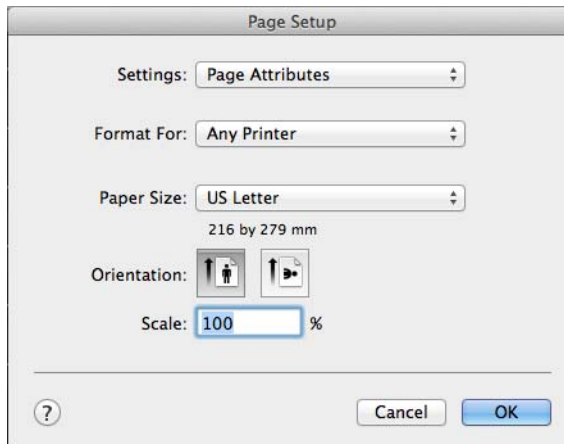 Page Setup
Settings: Page Attributes
Format For: Any Printer
Paper Size: US Letter
216 by 279 mm
Orientation:
Scale: 100 %
? Cancel OK